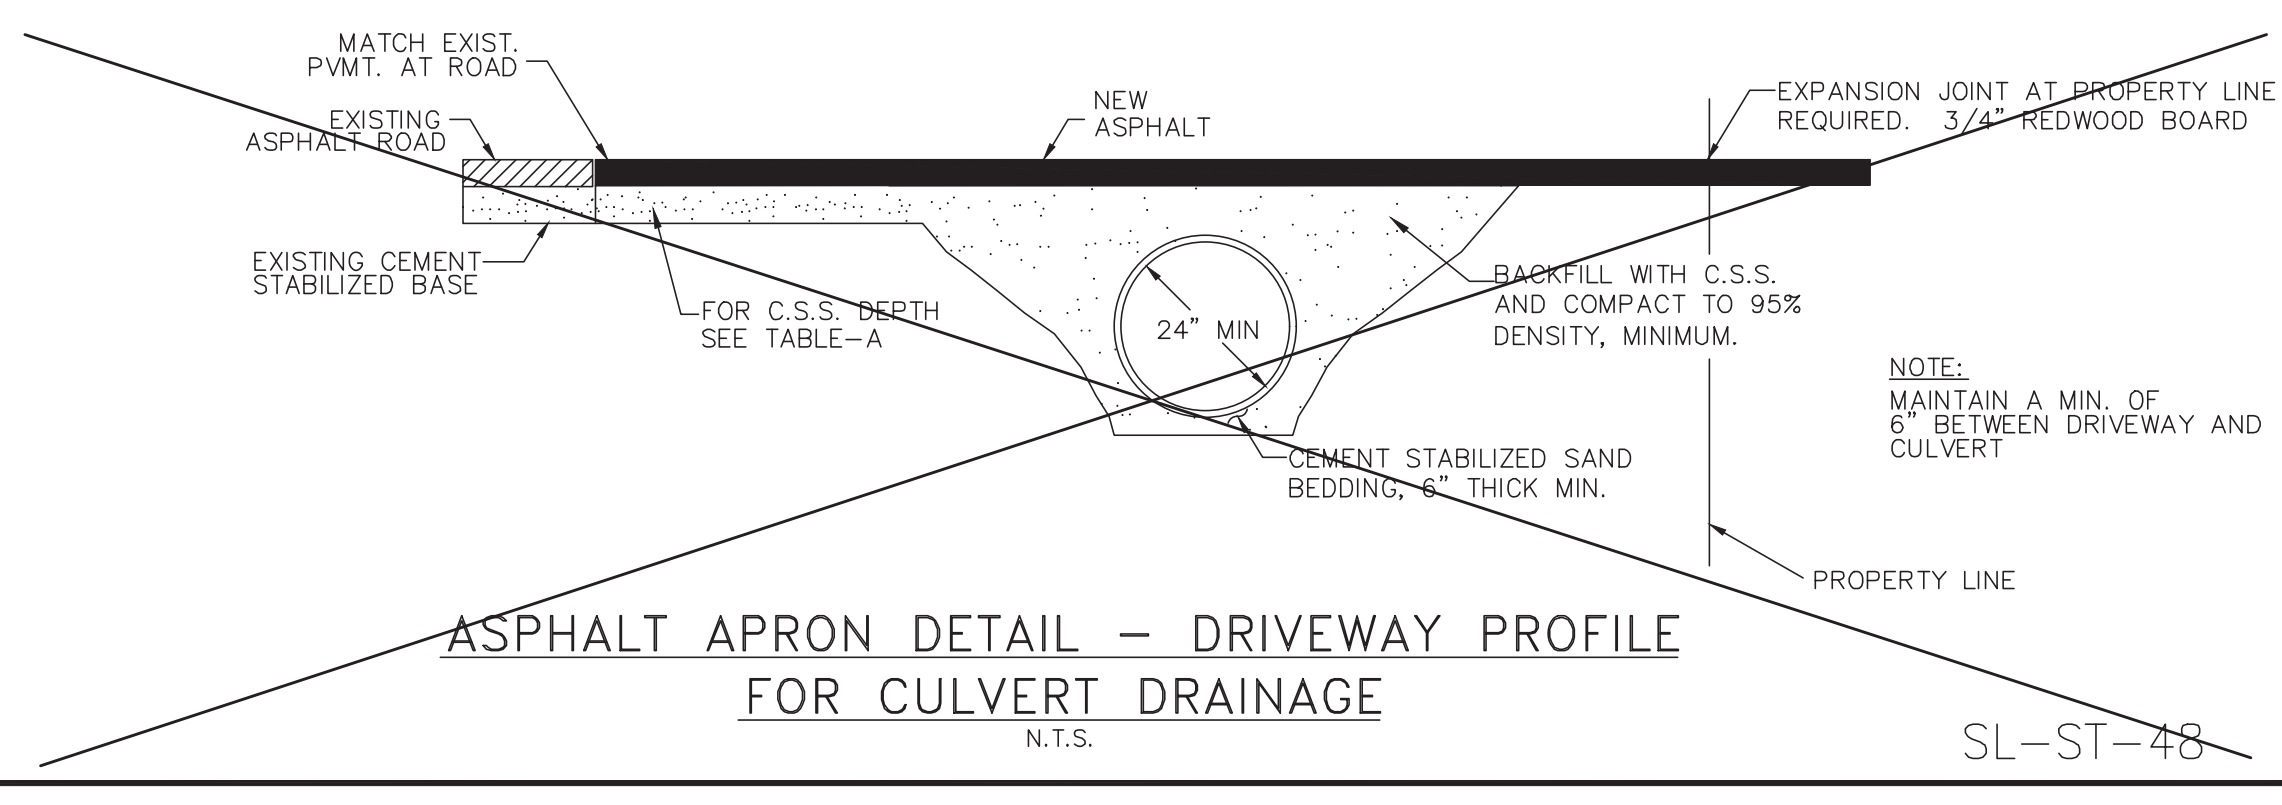 MATCH EXIST.
PVMT. AT ROAD
EXISTING
ASPHALT ROAD
NEW
ASPHALT
EXPANSION JOINT AT PROPERTY LINE
REQUIRED. 3/4” REDWOOD BOARD
EXISTING CEMENT
STABILIZED BASE
FOR C.S.S. DEPTH
SEE TABLE–A
24” MIN
BACKFILL WITH C.S.S.
AND COMPACT TO 95%
DENSITY, MINIMUM.
NOTE:
MAINTAIN A MIN. OF
6” BETWEEN DRIVEWAY AND
CULVERT
CEMENT STABILIZED SAND
BEDDING, 6” THICK MIN.
PROPERTY LINE
ASPHALT APRON DETAIL – DRIVEWAY PROFILE
FOR CULVERT DRAINAGE
N.T.S.
SL–ST–48